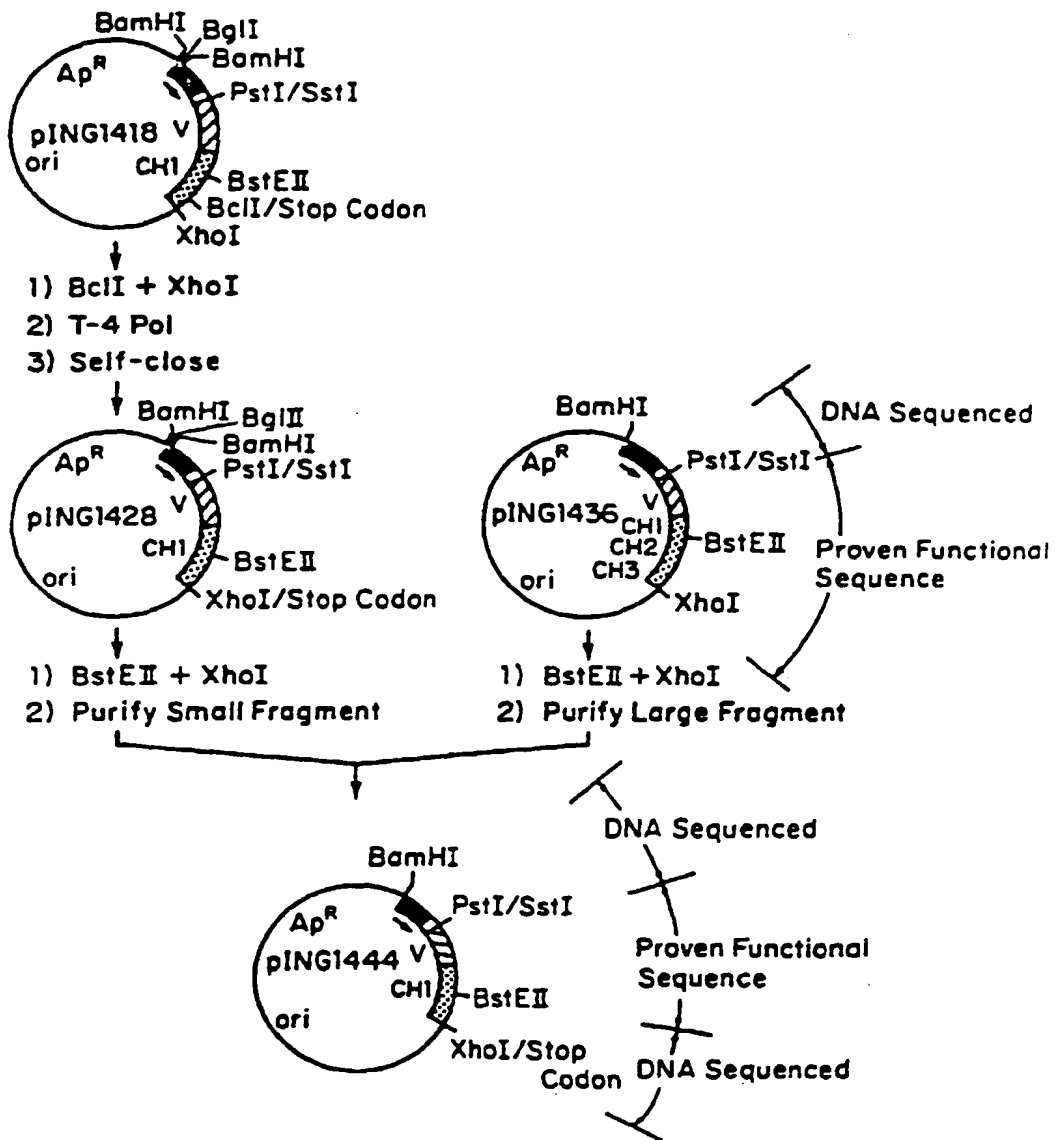 BamHI
BglI
BamHI
Ap^R
PstI/SstI
pING1418
V
ori
CH1
BstEII
BclI/Stop Codon
XhoI
1) BclI + XhoI
2) T-4 Pol
3) Self-close
BamHI
BglII
BamHI
Ap^R
PstI/SstI
V
pING1428
CH1
BstEII
ori
XhoI/Stop Codon
1) BstEII + XhoI
2) Purify Small Fragment
BamHI
Ap^R
PstI/SstI
V
pING1436
CH1
CH2
BstEII
CH3
ori
XhoI
DNA Sequenced
Proven Functional
Sequence
1) BstEII + XhoI
2) Purify Large Fragment
BamHI
Ap^R
PstI/SstI
pING1444
V
CH1
BstEII
ori
XhoI/Stop
Codon
DNA Sequenced
Proven Functional
Sequence
DNA Sequenced